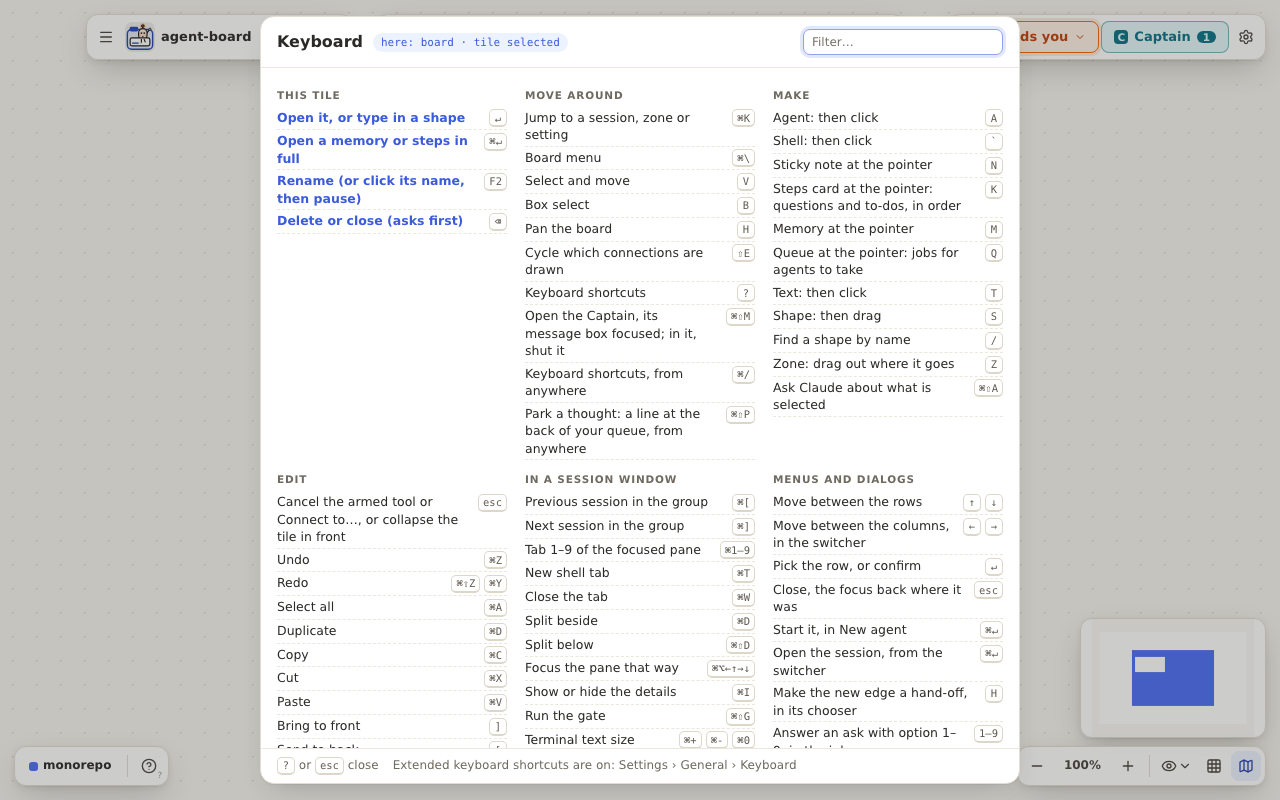 agent-board
Keyboard
here: board · tile selected
Filter…
ds you
C Captain 1
THIS TILE
Open it, or type in a shape ↵
Open a memory or steps in ⌘↵
full
Rename (or click its name, F2
then pause)
Delete or close (asks first) ⌫
MOVE AROUND
Jump to a session, zone or ⌘K
setting
Board menu ⌘\
Select and move V
Box select B
Pan the board H
Cycle which connections are ⇧E
drawn
Keyboard shortcuts ?
Open the Captain, its ⌘⇧M
message box focused; in it,
shut it
Keyboard shortcuts, from ⌘/
anywhere
Park a thought: a line at the ⌘⇧P
back of your queue, from
anywhere
MAKE
Agent: then click A
Shell: then click `
Sticky note at the pointer N
Steps card at the pointer: K
questions and to-dos, in order
Memory at the pointer M
Queue at the pointer: jobs for Q
agents to take
Text: then click T
Shape: then drag S
Find a shape by name /
Zone: drag out where it goes Z
Ask Claude about what is ⌘⇧A
selected
EDIT
Cancel the armed tool or esc
Connect to…, or collapse the
tile in front
Undo ⌘Z
Redo ⌘⇧Z ⌘Y
Select all ⌘A
Duplicate ⌘D
Copy ⌘C
Cut ⌘X
Paste ⌘V
Bring to front ]
IN A SESSION WINDOW
Previous session in the group ⌘[
Next session in the group ⌘]
Tab 1–9 of the focused pane ⌘1–9
New shell tab ⌘T
Close the tab ⌘W
Split beside ⌘D
Split below ⌘⇧D
Focus the pane that way ⌘⌥←↑→↓
Show or hide the details ⌘I
Run the gate ⌘⇧G
Terminal text size ⌘+ ⌘- ⌘0
MENUS AND DIALOGS
Move between the rows ↑ ↓
Move between the columns, ← →
in the switcher
Pick the row, or confirm ↵
Close, the focus back where it esc
was
Start it, in New agent ⌘↵
Open the session, from the ⌘↵
switcher
Make the new edge a hand-off, H
in its chooser
Answer an ask with option 1– 1–9
? or esc close Extended keyboard shortcuts are on: Settings › General › Keyboard
monorepo
?
100%